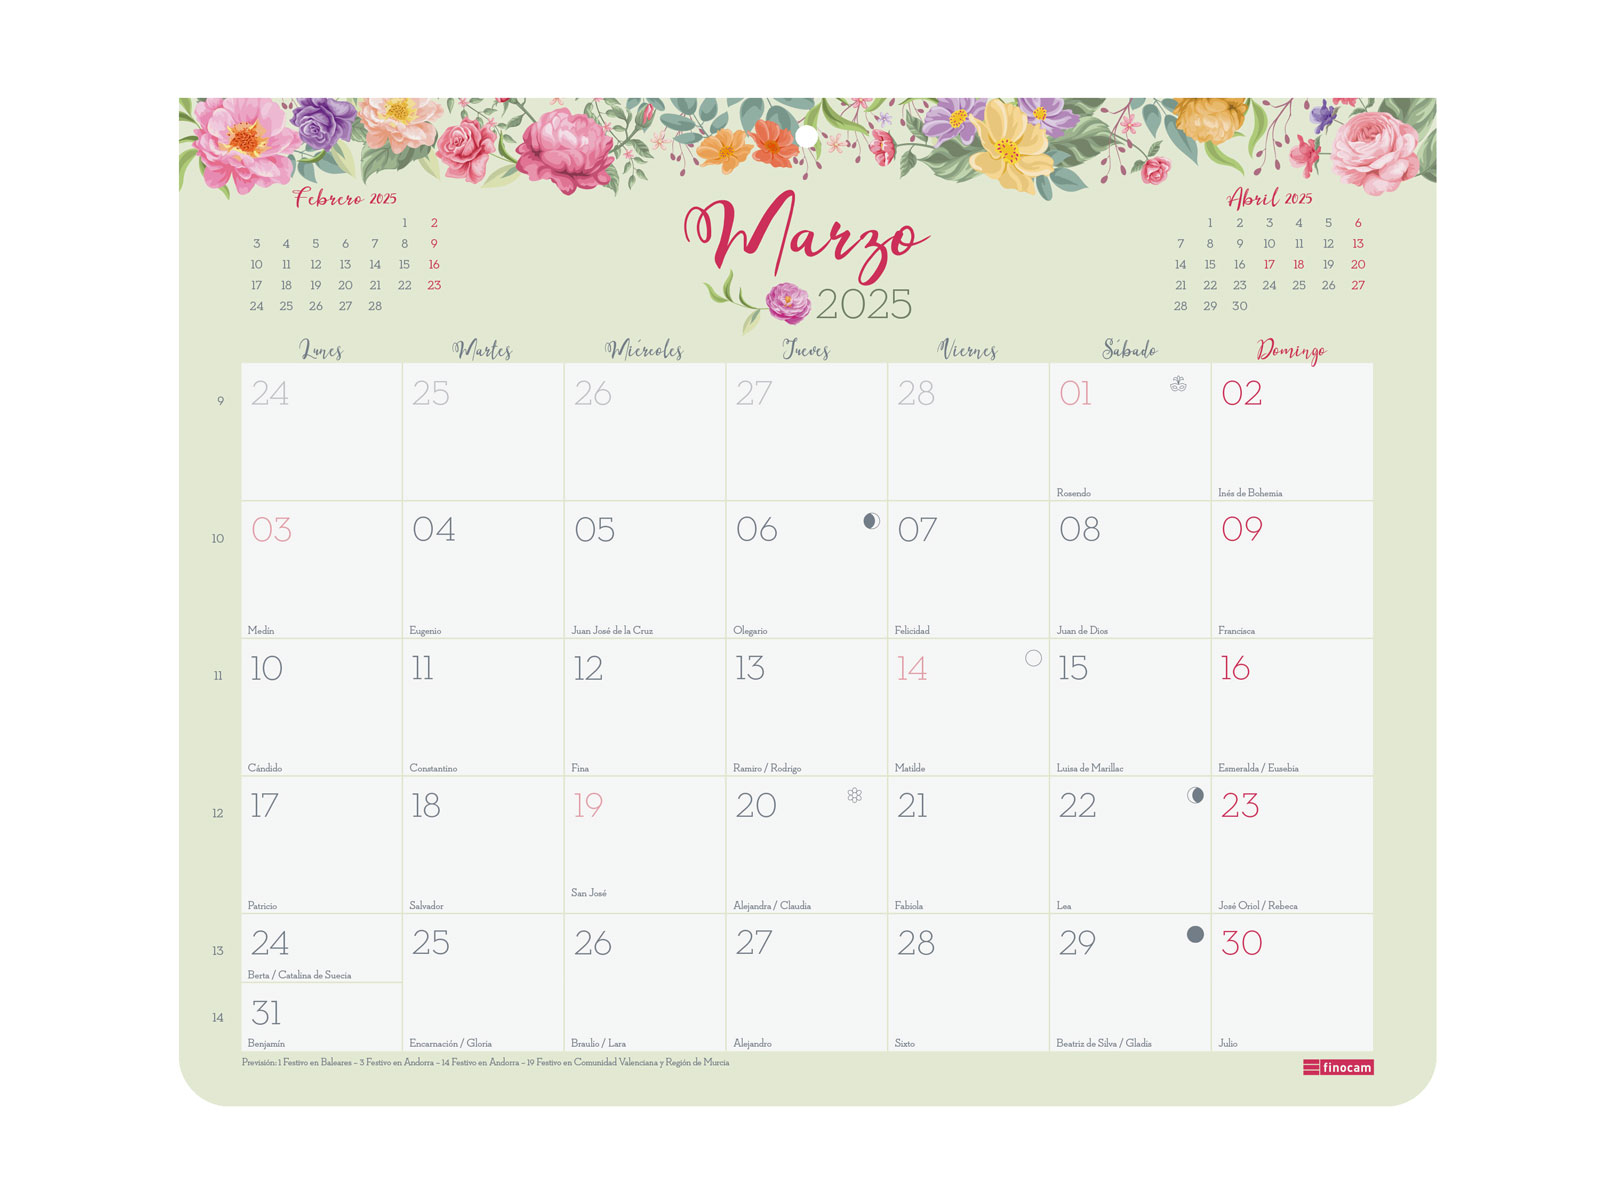 Febrero 2025
1 2
3 4 5 6 7 8 9
10 11 12 13 14 15 16
17 18 19 20 21 22 23
24 25 26 27 28
Marzo
2025
Abril 2025
1 2 3 4 5 6
7 8 9 10 11 12 13
14 15 16 17 18 19 20
21 22 23 24 25 26 27
28 29 30
Lunes Martes Miércoles Jueves Viernes Sábado Domingo
9 24 25 26 27 28 01 02
Rosendo Inés de Bohemia
10 03 04 05 06 07 08 09
Medín Eugenio Juan José de la Cruz Olegario Felicidad Juan de Dios Francisca
11 10 11 12 13 14 15 16
Cándido Constantino Fina Ramiro / Rodrigo Matilde Luisa de Marillac Esmeralda / Eusebia
12 17 18 19 20 21 22 23
San José
Patricio Salvador Alejandra / Claudia Fabiola Lea José Oriol / Rebeca
13 24 25 26 27 28 29 30
Berta / Catalina de Suecia
14 31
Benjamín Encarnación / Gloria Braulio / Lara Alejandro Sixto Beatriz de Silva / Gladis Julio
Previsión: 1 Festivo en Baleares – 3 Festivo en Andorra – 14 Festivo en Andorra – 19 Festivo en Comunidad Valenciana y Región de Murcia
finocam